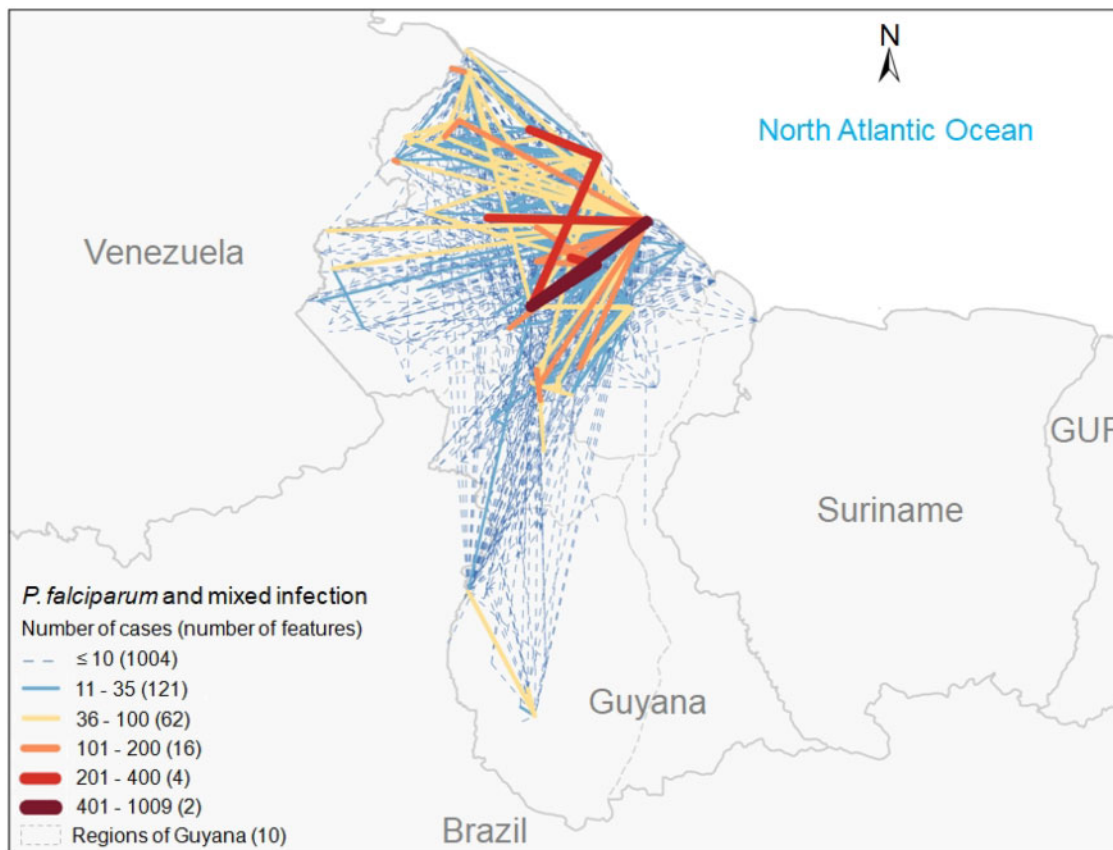 N
North Atlantic Ocean
Venezuela
GUF
Suriname
P. falciparum and mixed infection
Number of cases (number of features)
≤ 10 (1004)
11 - 35 (121)
36 - 100 (62)
101 - 200 (16)
201 - 400 (4)
401 - 1009 (2)
Regions of Guyana (10)
Guyana
Brazil